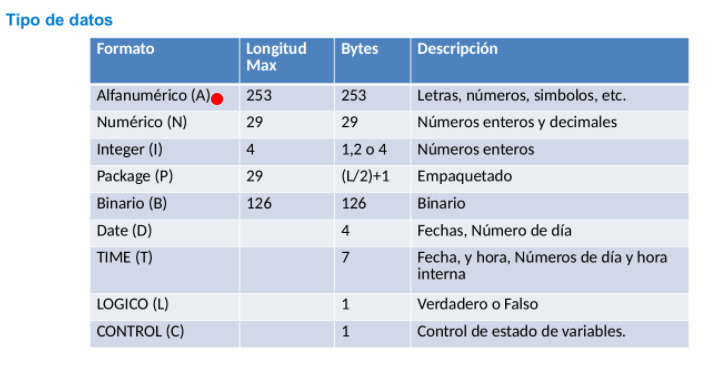 Tipo de datos
Formato Longitud Max Bytes Descripción
Alfanumérico (A) 253 253 Letras, números, simbolos, etc.
Numérico (N) 29 29 Números enteros y decimales
Integer (I) 4 1,2 o 4 Números enteros
Package (P) 29 (L/2)+1 Empaquetado
Binario (B) 126 126 Binario
Date (D) 4 Fechas, Número de día
TIME (T) 7 Fecha, y hora, Números de día y hora
interna
LOGICO (L) 1 Verdadero o Falso
CONTROL (C) 1 Control de estado de variables.